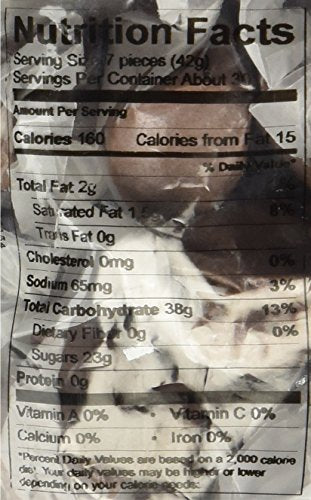 Nutrition Facts
Serving Size 7 pieces (42g)
Servings Per Container About
Amount Per Serving
Calories 160 Calories from Fat 15
% Daily Value*
Total Fat 2g %
Saturated Fat 1.5g 8%
Trans Fat 0g
Cholesterol 0mg 0%
Sodium 65mg 3%
Total Carbohydrate 38g 13%
Dietary Fiber 0g 0%
Sugars 23g
Protein 0g
Vitamin A 0% • Vitamin C 0%
Calcium 0% • Iron 0%
*Percent Daily Values are based on a 2,000 calorie
diet. Your daily values may be higher or lower
depending on your calorie needs: